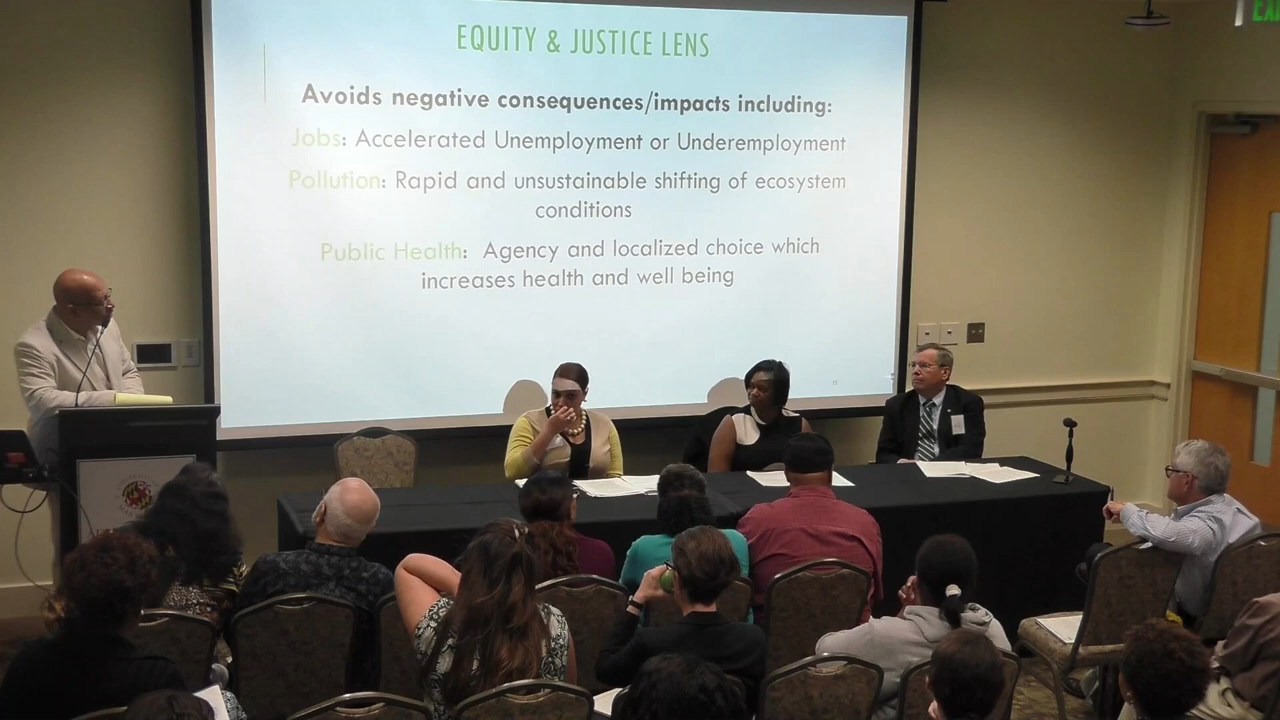 EQUITY & JUSTICE LENS
Avoids negative consequences/impacts including:
Jobs: Accelerated Unemployment or Underemployment
Pollution: Rapid and unsustainable shifting of ecosystem
conditions
Public Health: Agency and localized choice which
increases health and well being